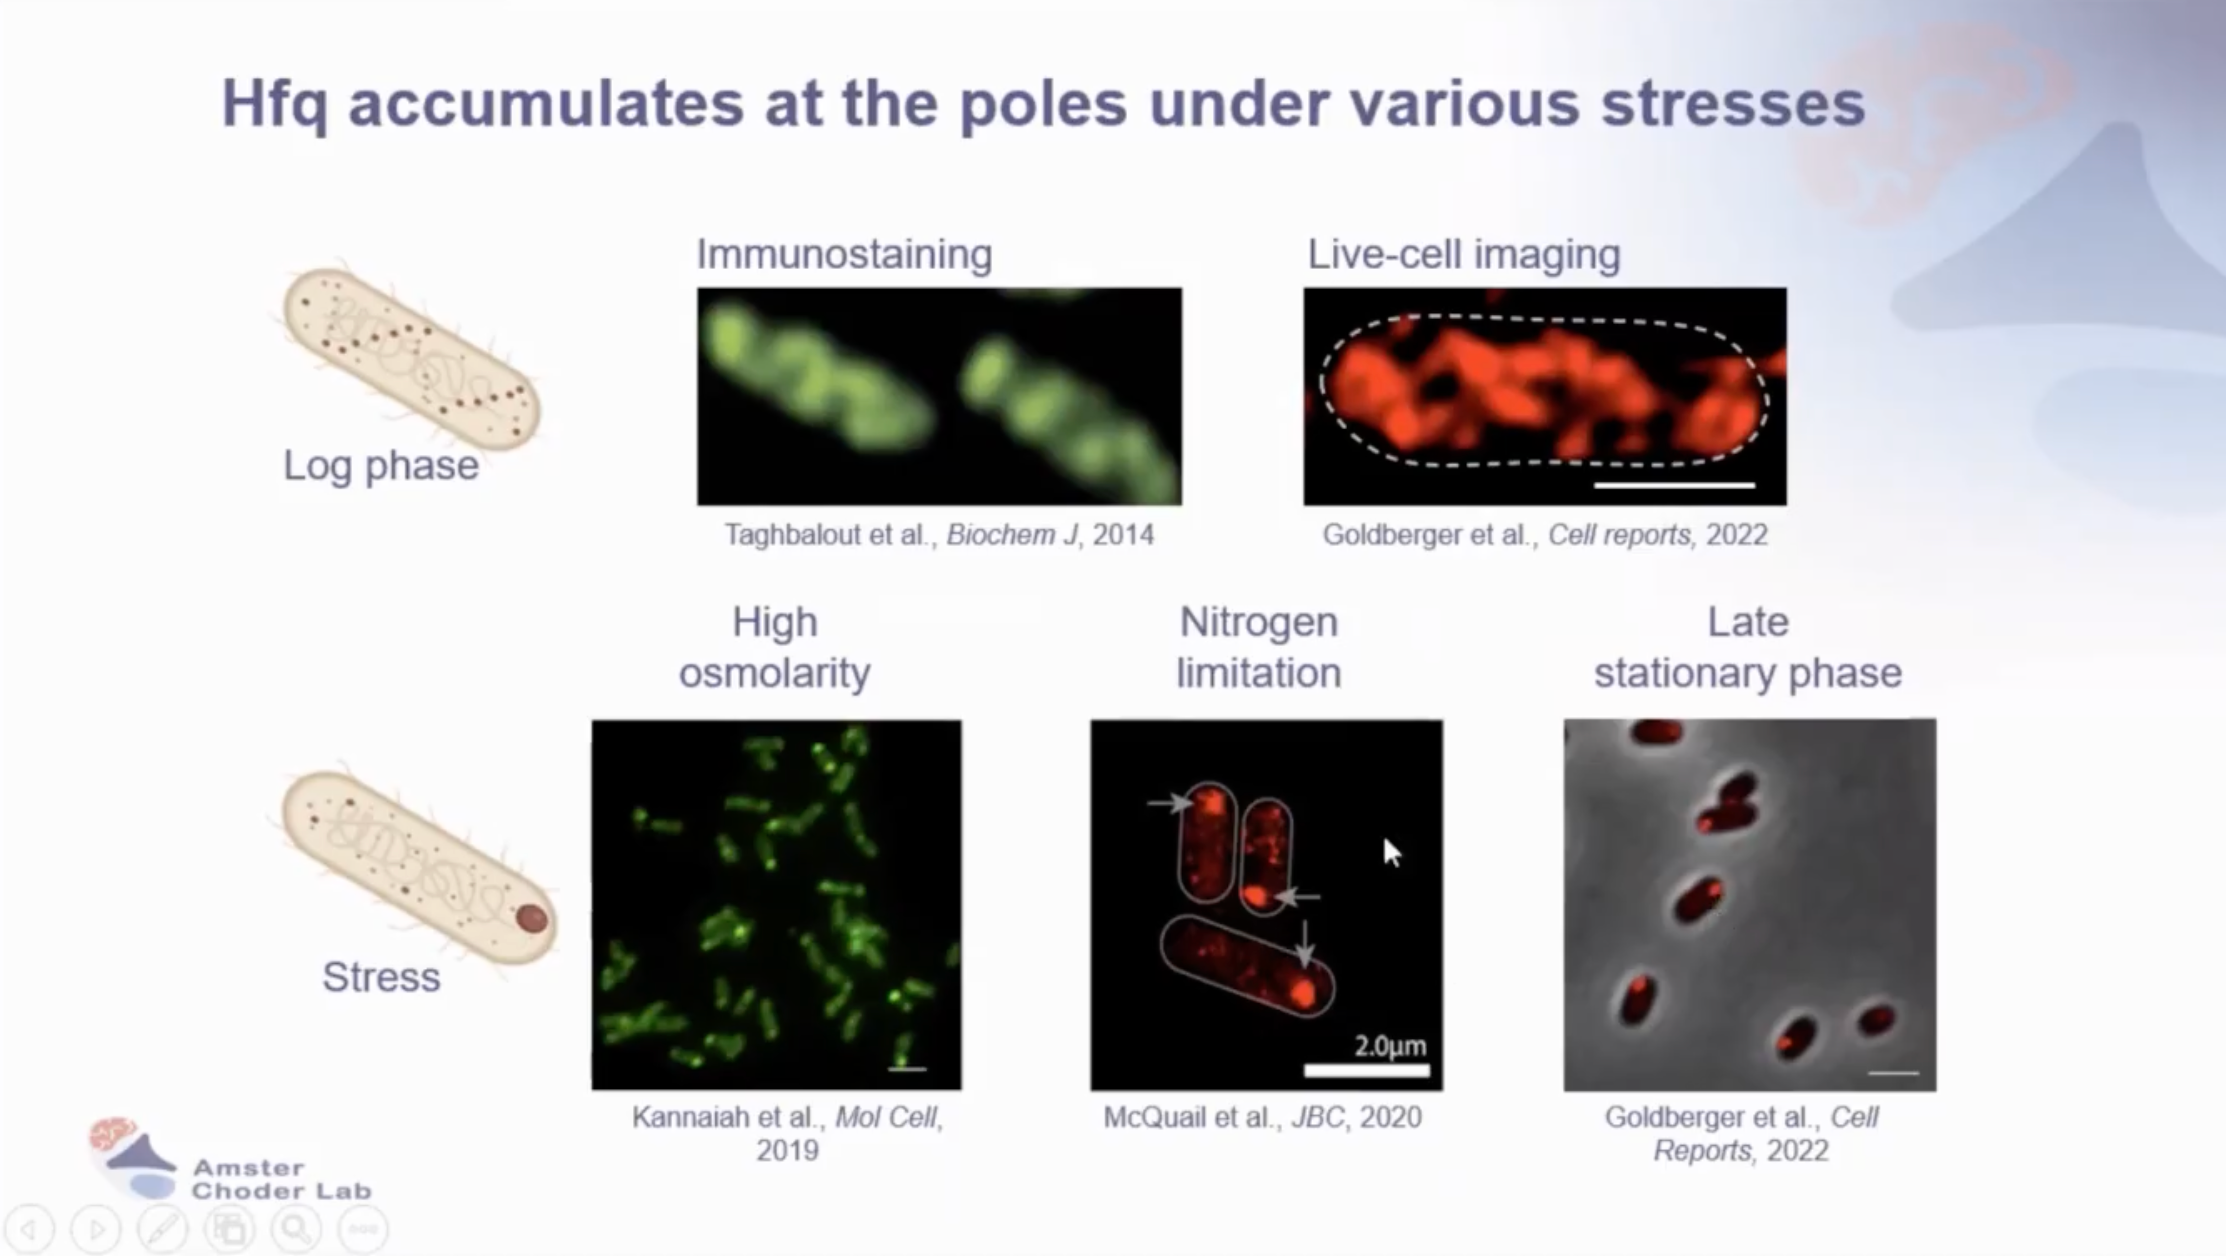 Hfq accumulates at the poles under various stresses
Immunostaining
Live-cell imaging
Log phase
Taghbalout et al., Biochem J, 2014
Goldberger et al., Cell reports, 2022
High
osmolarity
Nitrogen
limitation
Late
stationary phase
Stress
2.0µm
Kannaiah et al., Mol Cell,
2019
McQuail et al., JBC, 2020
Goldberger et al., Cell
Reports, 2022
Amster
Choder Lab